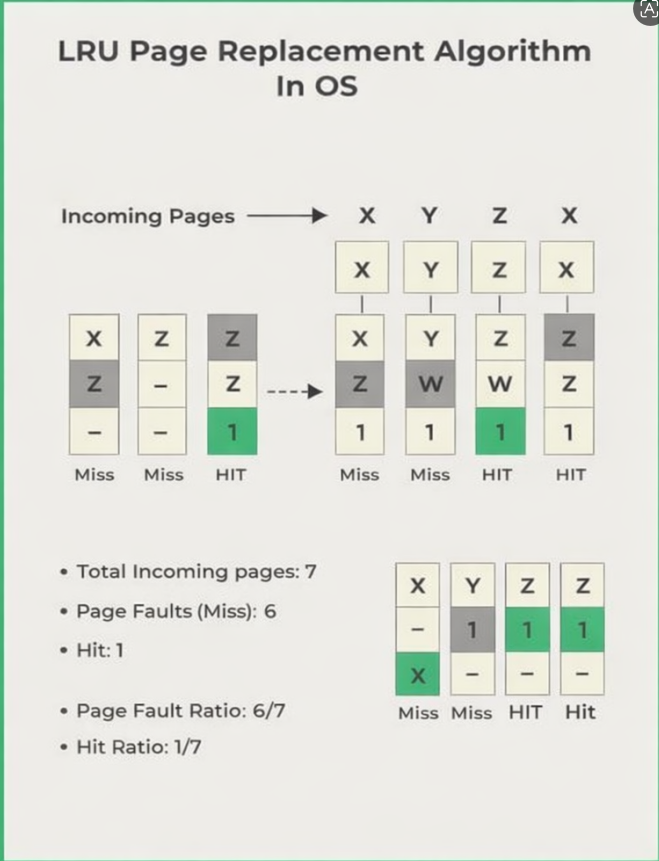 LRU Page Replacement Algorithm
In OS
Incoming Pages X Y Z X
X Y Z X
X Z Z X Y Z Z
Z – Z Z W W Z
– – 1 1 1 1 1
Miss Miss HIT Miss Miss HIT HIT
• Total Incoming pages: 7
• Page Faults (Miss): 6
• Hit: 1
• Page Fault Ratio: 6/7
• Hit Ratio: 1/7
X Y Z Z
– 1 1 1
X – – –
Miss Miss HIT Hit
A